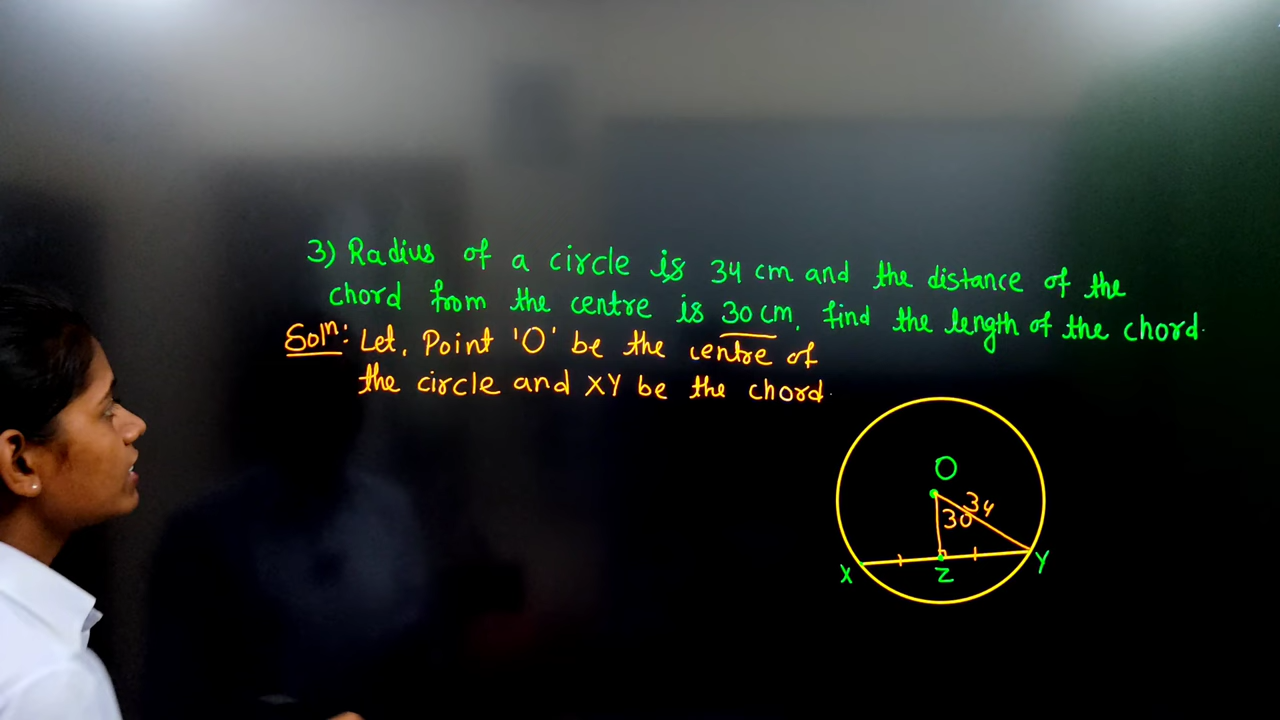 3) Radius of a circle is 34 cm and the distance of the
chord from the centre is 30 cm, find the length of the chord.
Solⁿ: Let, Point 'O' be the centre of
the circle and XY be the chord.
O
34
30
X
Z
Y